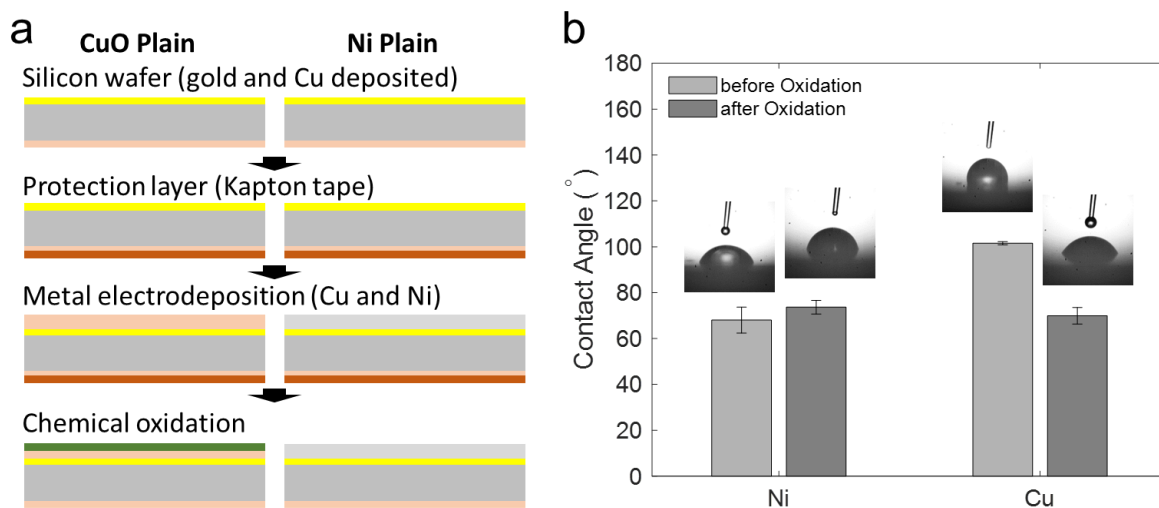 a
CuO Plain
Ni Plain
Silicon wafer (gold and Cu deposited)
Protection layer (Kapton tape)
Metal electrodeposition (Cu and Ni)
Chemical oxidation
b
180
160
140
120
100
80
60
40
20
0
Contact Angle (°)
before Oxidation
after Oxidation
Ni
Cu